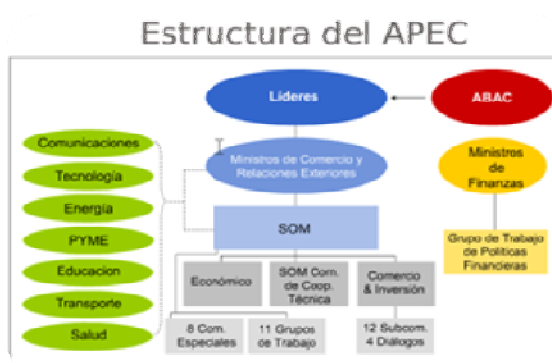 Estructura del APEC
Líderes
ABAC
Comunicaciones
Tecnología
Energía
PYME
Educacion
Transporte
Salud
Ministros de Comercio y
Relaciones Exteriores
Ministros
de
Finanzas
SOM
Grupo de Trabajo
de Políticas
Financieras
Económico
SOM Com.
de Coop.
Técnica
Comercio
& Inversión
8 Com.
Especiales
11 Grupos
de Trabajo
12 Subcom.
4 Diálogos